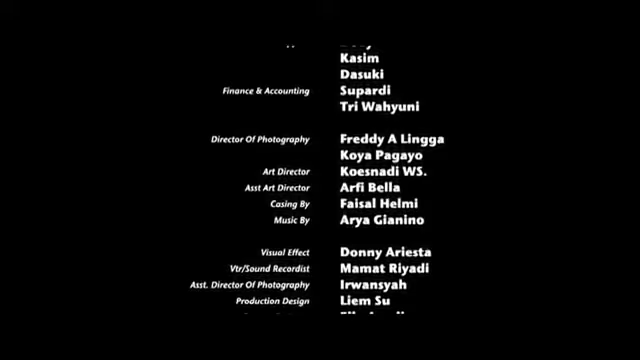 Kasim
Dasuki
Finance & Accounting Supardi
Tri Wahyuni
Director Of Photography Freddy A Lingga
Koya Pagayo
Art Director Koesnadi WS.
Asst Art Director Arfi Bella
Casing By Faisal Helmi
Music By Arya Gianino
Visual Effect Donny Ariesta
Vtr/Sound Recordist Mamat Riyadi
Asst. Director Of Photography Irwansyah
Production Design Liem Su